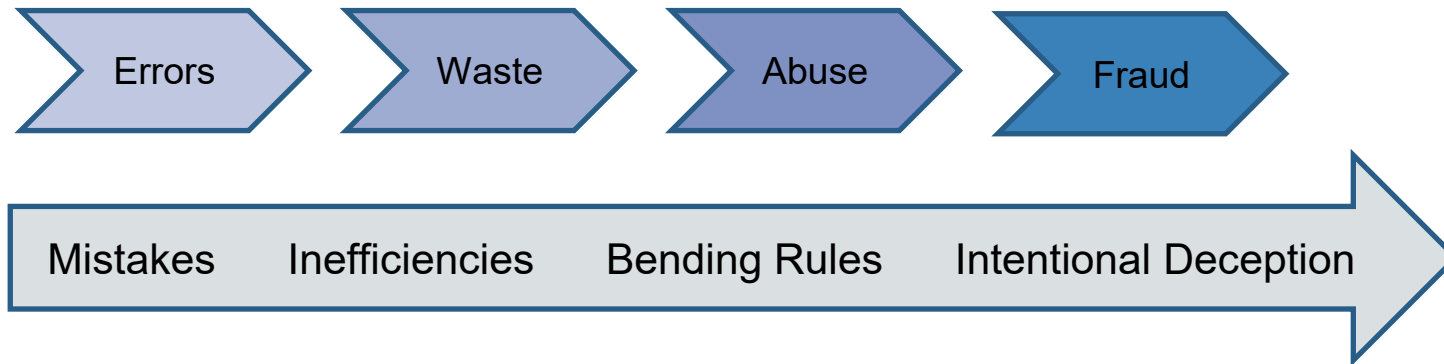 Errors Waste Abuse Fraud
Mistakes Inefficiencies Bending Rules Intentional Deception